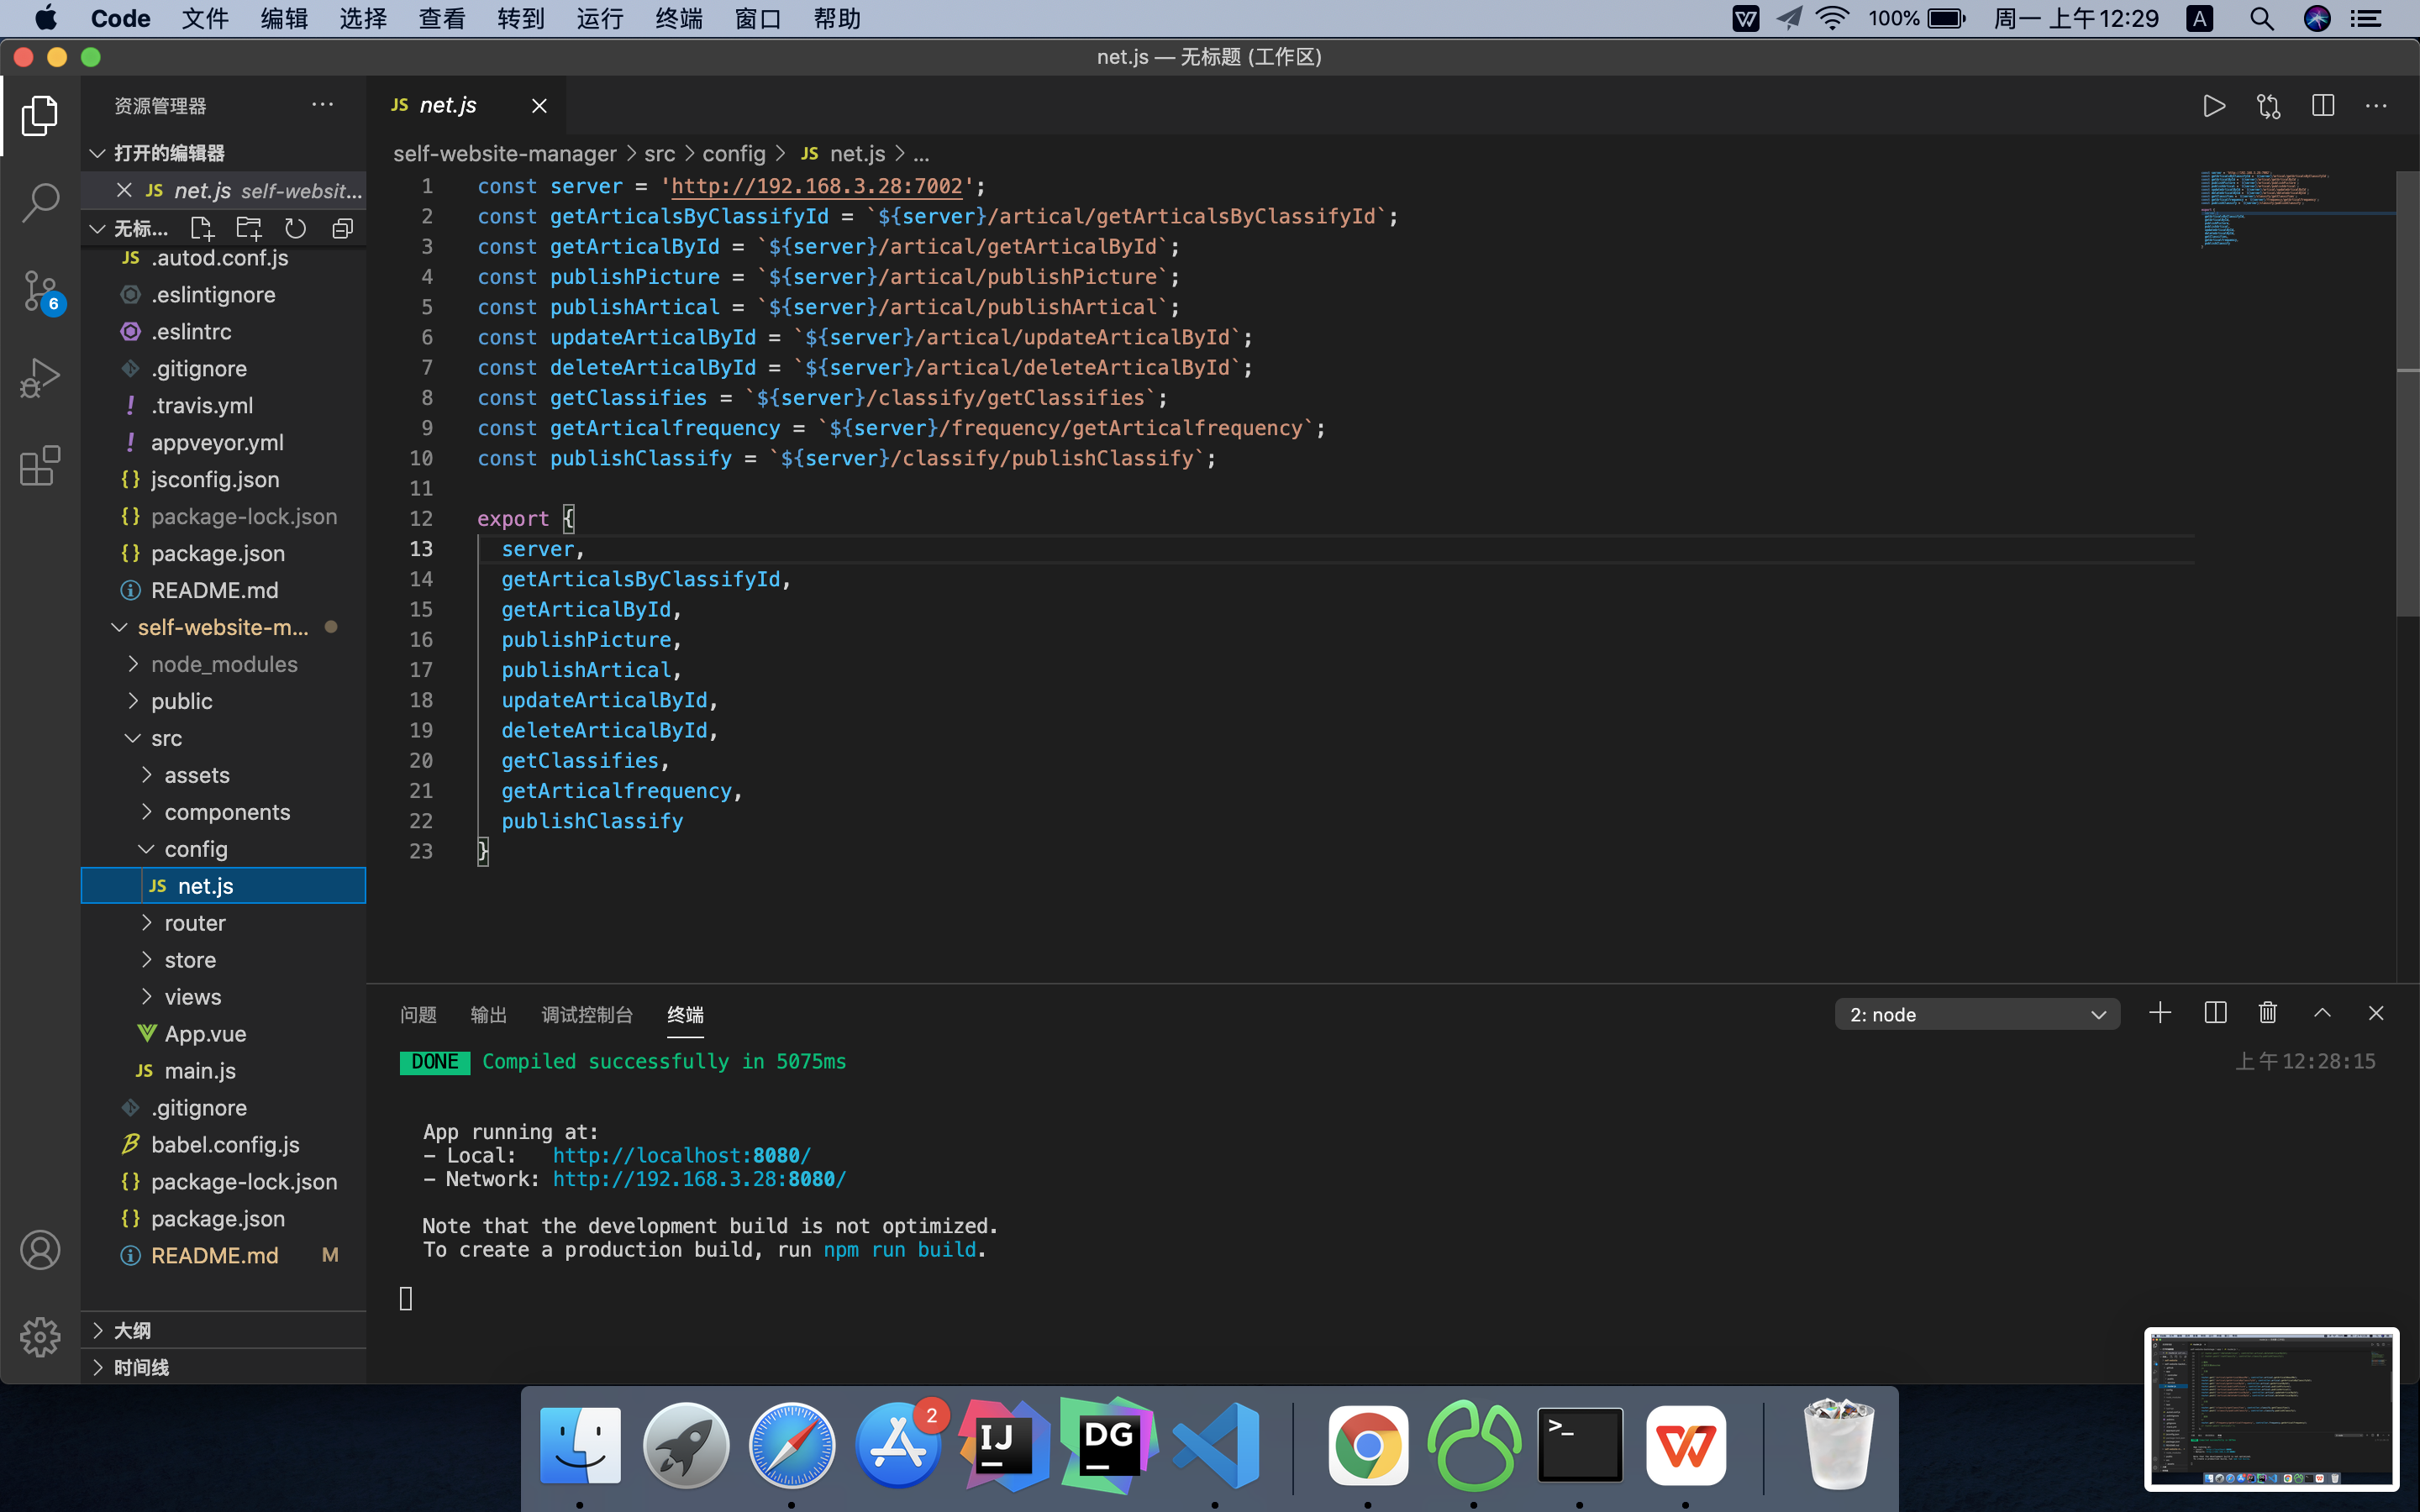 Code 文件 编辑 选择 查看 转到 运行 终端 窗口 帮助 100% 周一 上午12:29 A
net.js — 无标题 (工作区)
资源管理器
打开的编辑器
JS net.js self-websit...
无标...
JS .autod.conf.js
.eslintignore
.eslintrc
.gitignore
! .travis.yml
! appveyor.yml
{} jsconfig.json
{} package-lock.json
{} package.json
README.md
self-website-m...
node_modules
public
src
assets
components
config
JS net.js
router
store
views
App.vue
JS main.js
.gitignore
babel.config.js
{} package-lock.json
{} package.json
README.md M
大纲
时间线
6
JS net.js
self-website-manager > src > config > JS net.js > ...
1 const server = 'http://192.168.3.28:7002';
2 const getArticalsByClassifyId = `${server}/artical/getArticalsByClassifyId`;
3 const getArticalById = `${server}/artical/getArticalById`;
4 const publishPicture = `${server}/artical/publishPicture`;
5 const publishArtical = `${server}/artical/publishArtical`;
6 const updateArticalById = `${server}/artical/updateArticalById`;
7 const deleteArticalById = `${server}/artical/deleteArticalById`;
8 const getClassifies = `${server}/classify/getClassifies`;
9 const getArticalfrequency = `${server}/frequency/getArticalfrequency`;
10 const publishClassify = `${server}/classify/publishClassify`;
11
12 export {
13 server,
14 getArticalsByClassifyId,
15 getArticalById,
16 publishPicture,
17 publishArtical,
18 updateArticalById,
19 deleteArticalById,
20 getClassifies,
21 getArticalfrequency,
22 publishClassify
23 }
问题 输出 调试控制台 终端 2: node
DONE Compiled successfully in 5075ms 上午12:28:15
App running at:
- Local: http://localhost:8080/
- Network: http://192.168.3.28:8080/
Note that the development build is not optimized.
To create a production build, run npm run build.
2
IJ
DG
>_